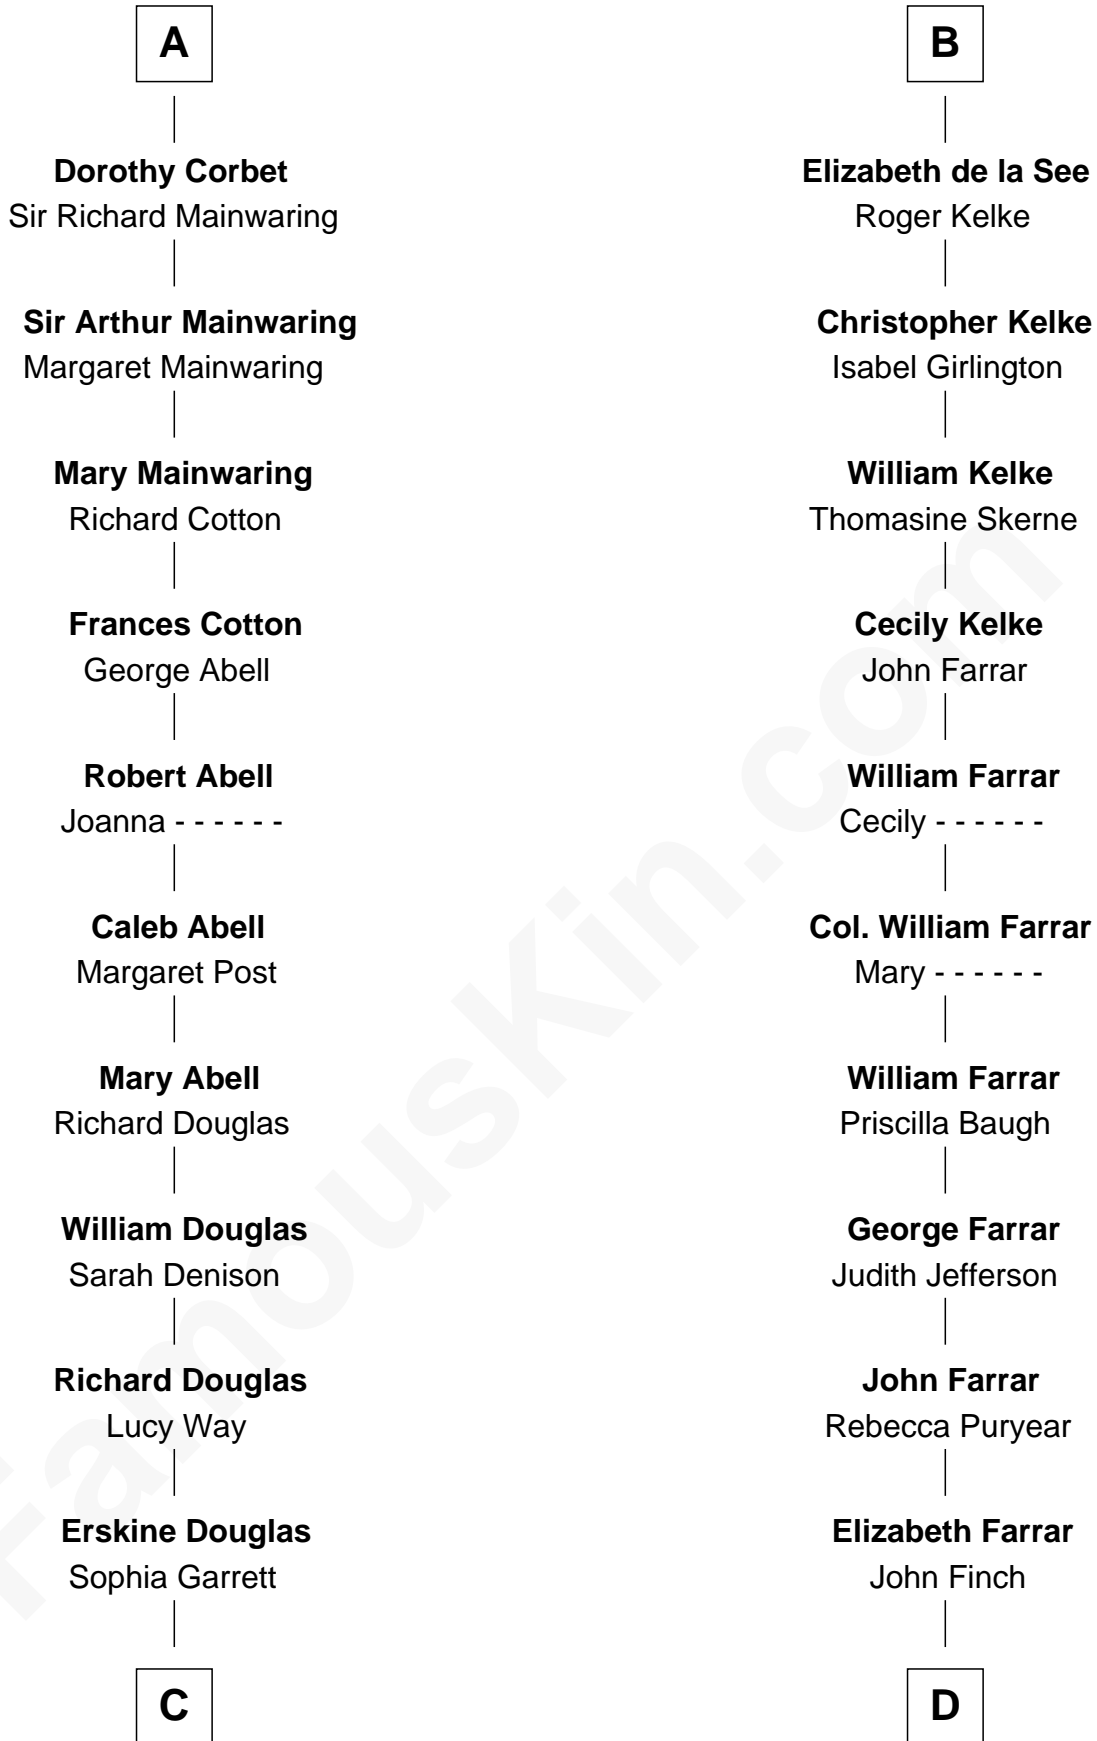 A
Dorothy Corbet
Sir Richard Mainwaring
Sir Arthur Mainwaring
Margaret Mainwaring
Mary Mainwaring
Richard Cotton
Frances Cotton
George Abell
Robert Abell
Joanna - - - - - -
Caleb Abell
Margaret Post
Mary Abell
Richard Douglas
William Douglas
Sarah Denison
Richard Douglas
Lucy Way
Erskine Douglas
Sophia Garrett
C
B
Elizabeth de la See
Roger Kelke
Christopher Kelke
Isabel Girlington
William Kelke
Thomasine Skerne
Cecily Kelke
John Farrar
William Farrar
Cecily - - - - - -
Col. William Farrar
Mary - - - - - -
William Farrar
Priscilla Baugh
George Farrar
Judith Jefferson
John Farrar
Rebecca Puryear
Elizabeth Farrar
John Finch
D
FamousKin.com